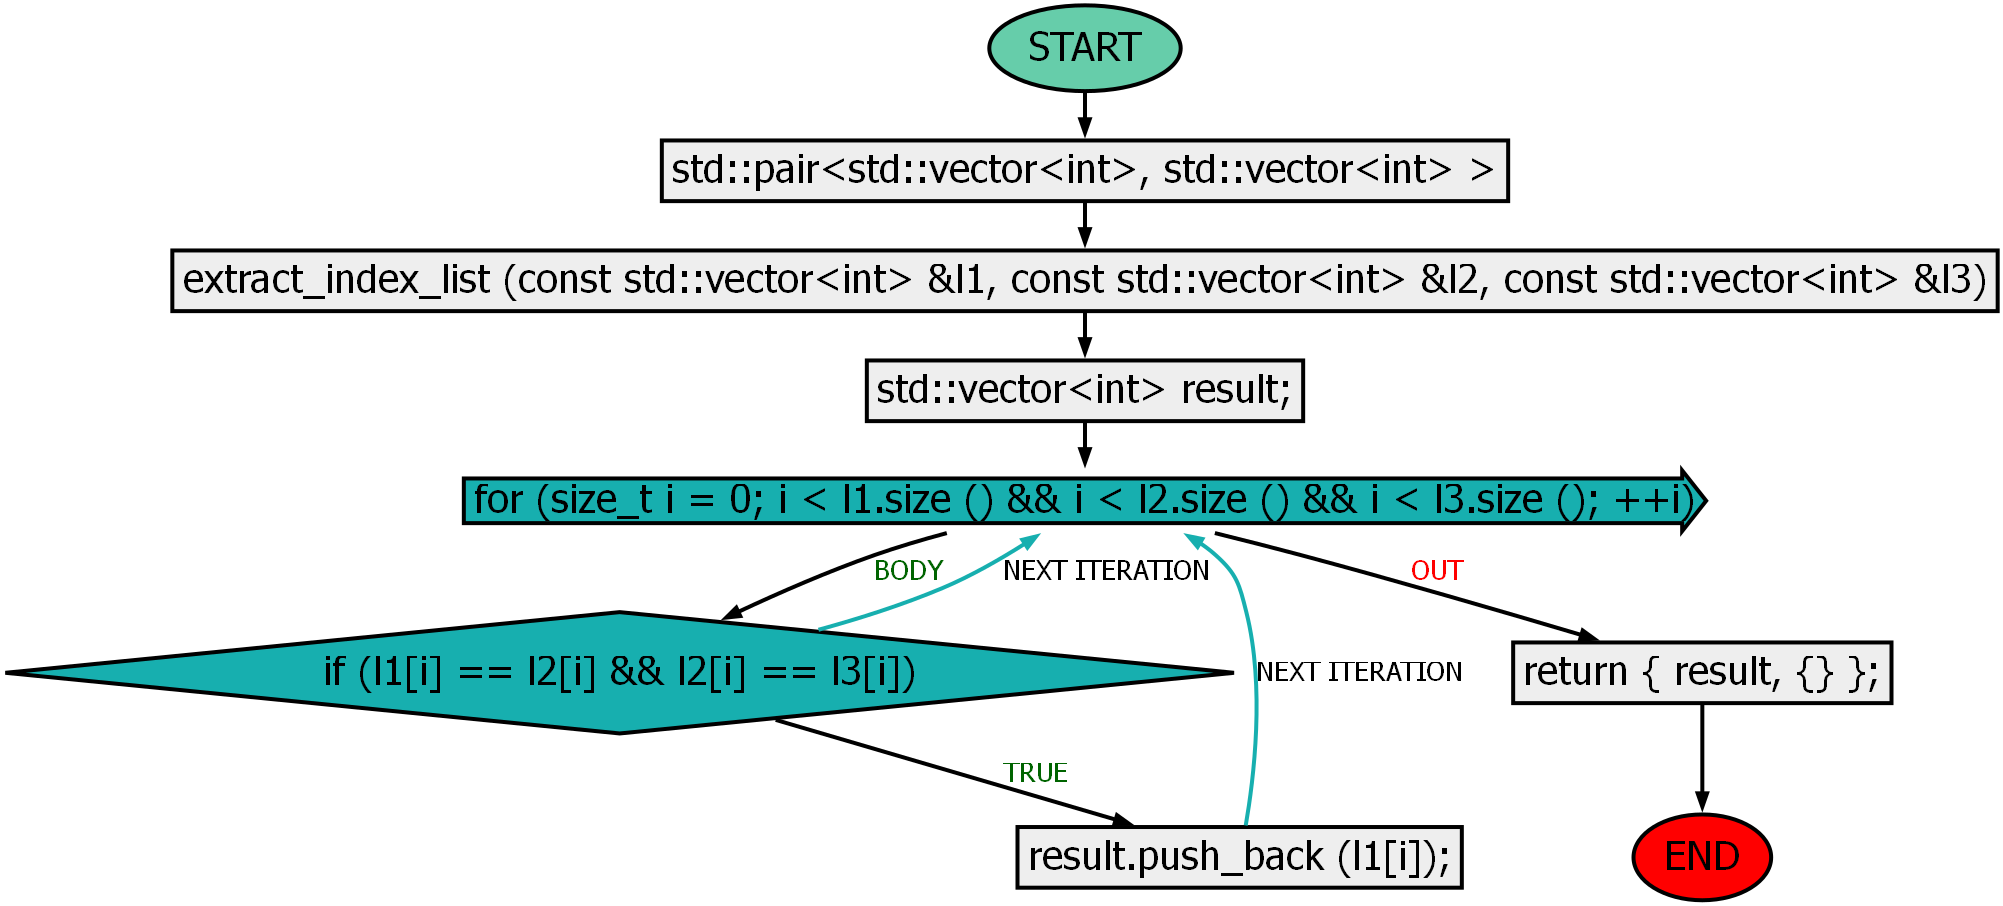 START
std::pair<std::vector<int>, std::vector<int> >
extract_index_list (const std::vector<int> &l1, const std::vector<int> &l2, const std::vector<int> &l3)
std::vector<int> result;
for (size_t i = 0; i < l1.size () && i < l2.size () && i < l3.size (); ++i)
BODY
NEXT ITERATION
OUT
if (l1[i] == l2[i] && l2[i] == l3[i])
NEXT ITERATION
return { result, {} };
TRUE
result.push_back (l1[i]);
END